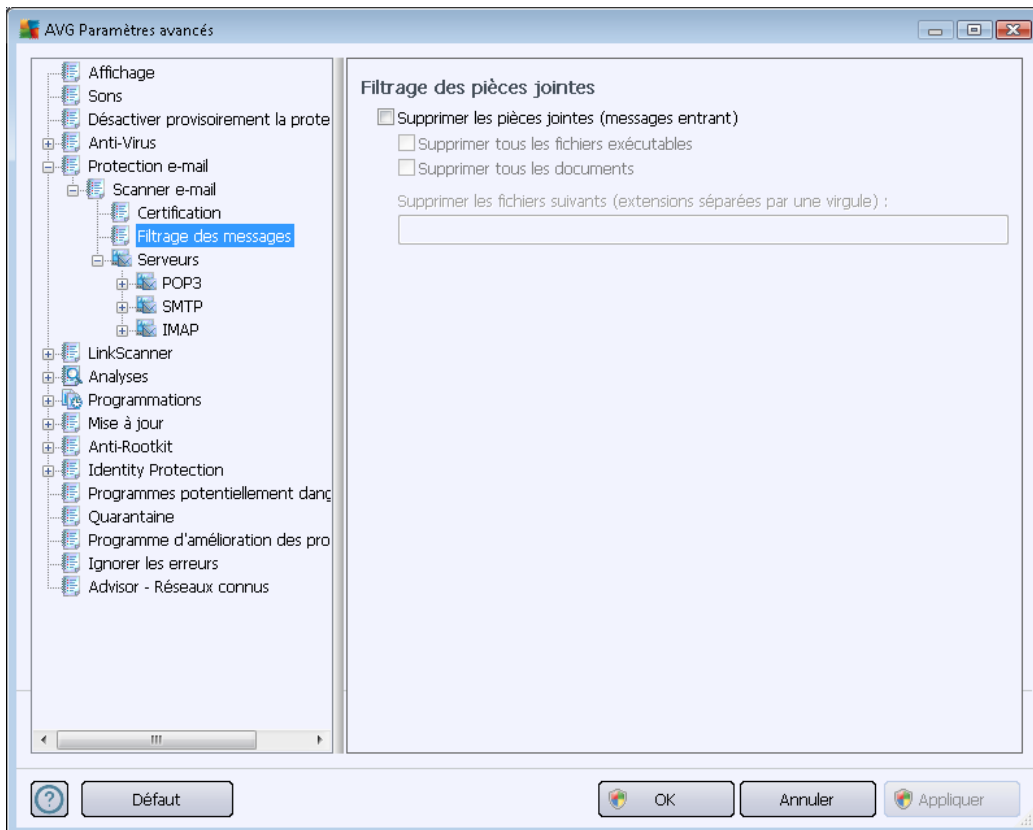 AVG Paramètres avancés
Affichage
Sons
Désactiver provisoirement la prote
Anti-Virus
Protection e-mail
Scanner e-mail
Certification
Filtrage des messages
Serveurs
POP3
SMTP
IMAP
LinkScanner
Analyses
Programmations
Mise à jour
Anti-Rootkit
Identity Protection
Programmes potentiellement dang
Quarantaine
Programme d'amélioration des pro
Ignorer les erreurs
Advisor - Réseaux connus
Filtrage des pièces jointes
Supprimer les pièces jointes (messages entrant)
Supprimer tous les fichiers exécutables
Supprimer tous les documents
Supprimer les fichiers suivants (extensions séparées par une virgule) :
Défaut
OK
Annuler
Appliquer